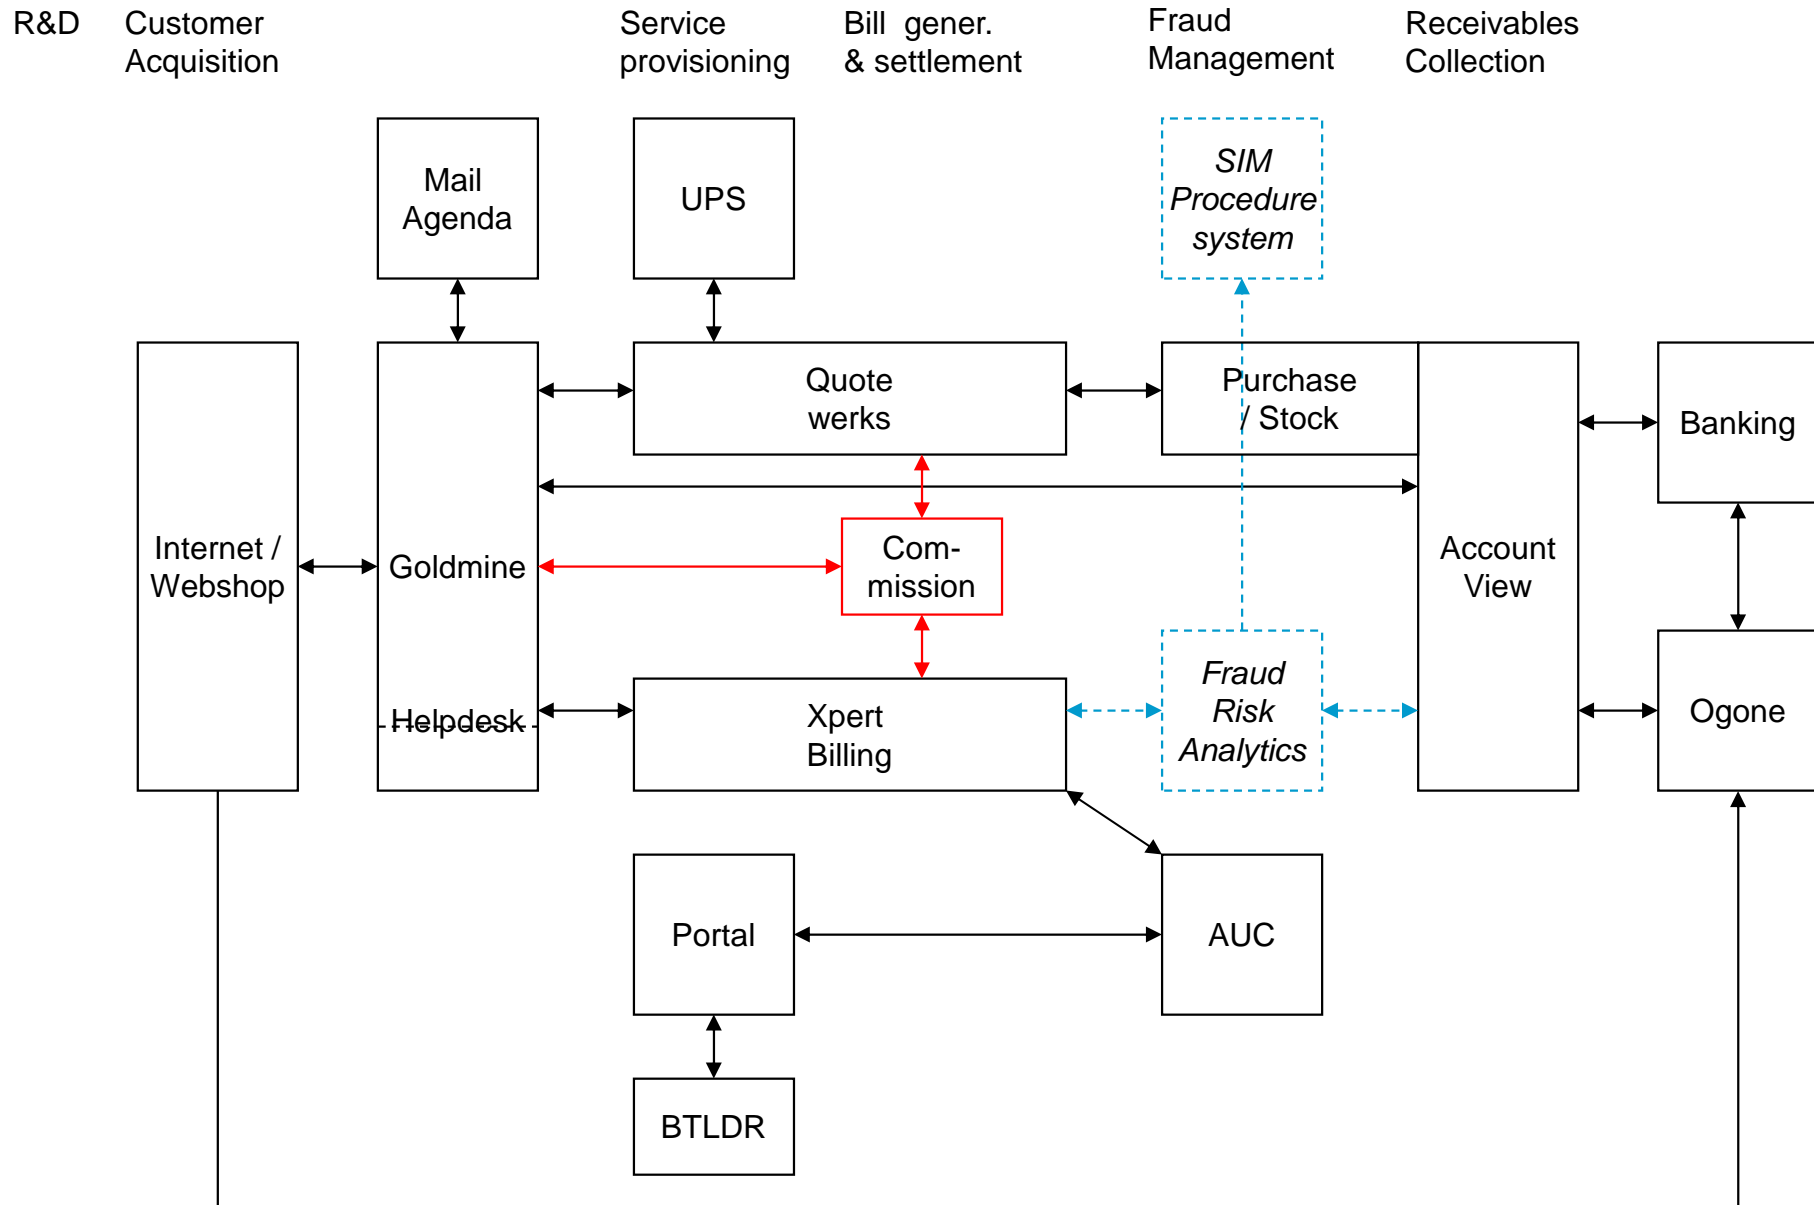 R&D
Customer
Acquisition
Service
provisioning
Bill gener.
& settlement
Fraud
Management
Receivables
Collection
Mail
Agenda
UPS
SIM
Procedure
system
Quote
werks
Purchase
/ Stock
Banking
Internet /
Webshop
Goldmine
Com-
mission
Account
View
Helpdesk
Xpert
Billing
Fraud
Risk
Analytics
Ogone
Portal
AUC
BTLDR